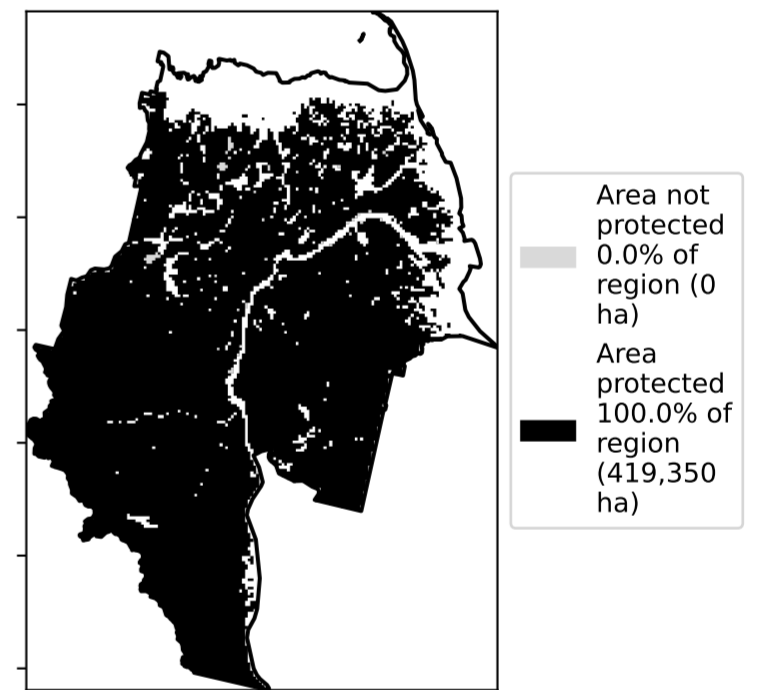 Area not
protected
0.0% of
region (0
ha)
Area
protected
100.0% of
region
(419,350
ha)